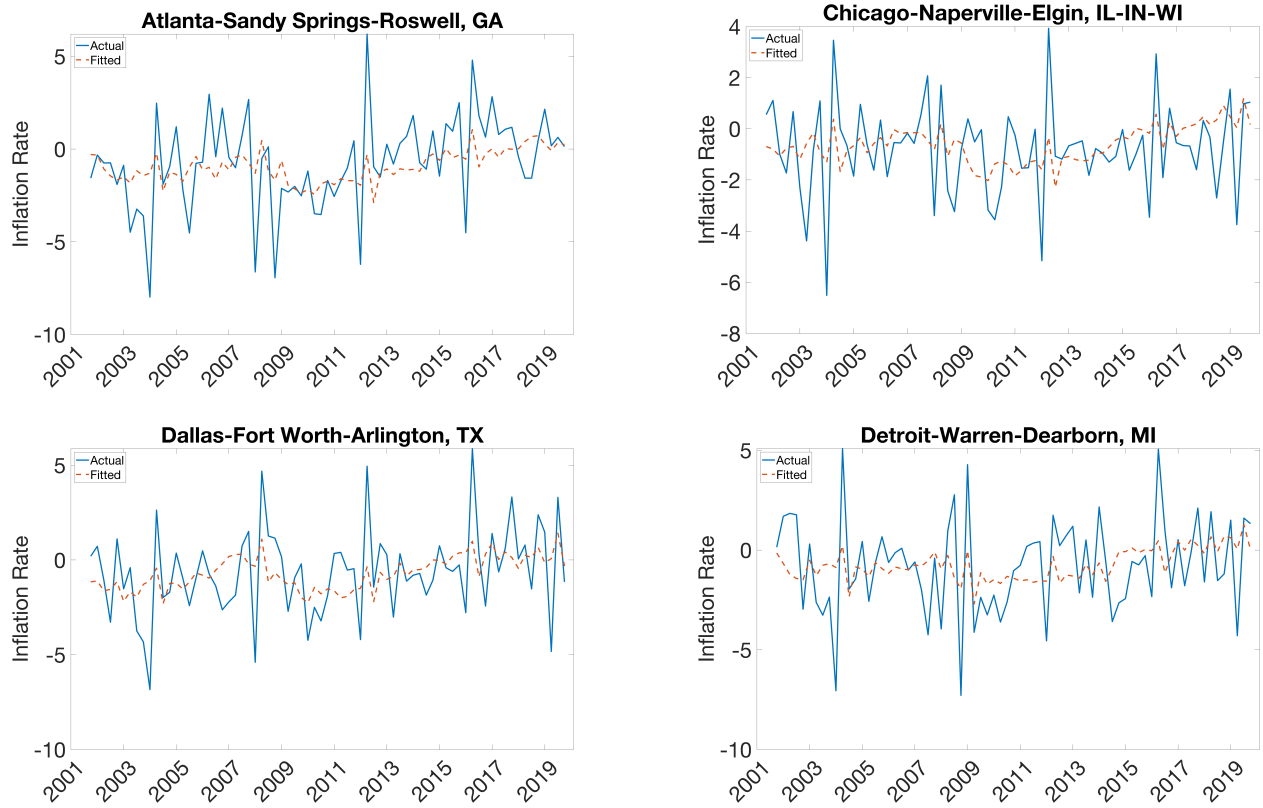 Atlanta-Sandy Springs-Roswell, GA
Actual
Fitted
Inflation Rate
5
0
-5
-10
2001 2003 2005 2007 2009 2011 2013 2015 2017 2019
Chicago-Naperville-Elgin, IL-IN-WI
Actual
Fitted
Inflation Rate
4
2
0
-2
-4
-6
-8
2001 2003 2005 2007 2009 2011 2013 2015 2017 2019
Dallas-Fort Worth-Arlington, TX
Actual
Fitted
Inflation Rate
5
0
-5
-10
2001 2003 2005 2007 2009 2011 2013 2015 2017 2019
Detroit-Warren-Dearborn, MI
Actual
Fitted
Inflation Rate
5
0
-5
-10
2001 2003 2005 2007 2009 2011 2013 2015 2017 2019